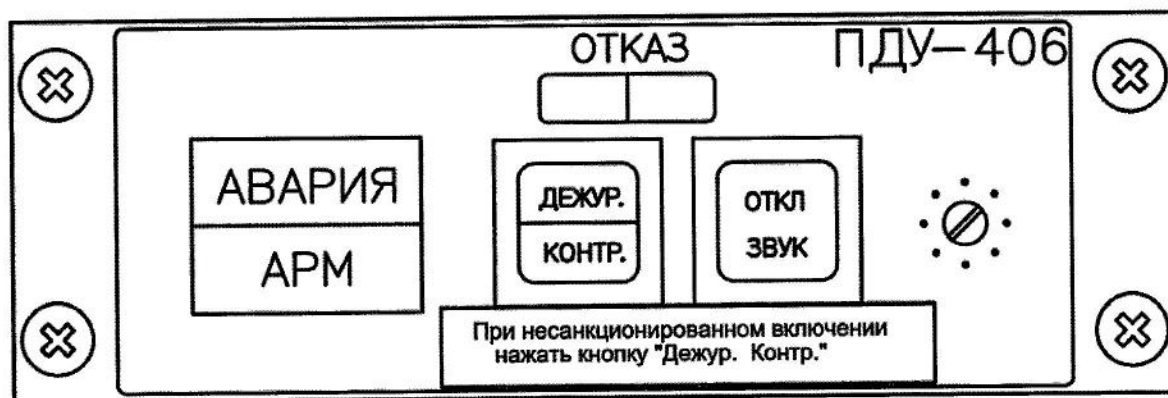 ОТКАЗ
ПДУ-406
АВАРИЯ
АРМ
ДЕЖУР.
КОНТР.
ОТКЛ
ЗВУК
При несанкционированном включении
нажать кнопку "Дежур. Контр."